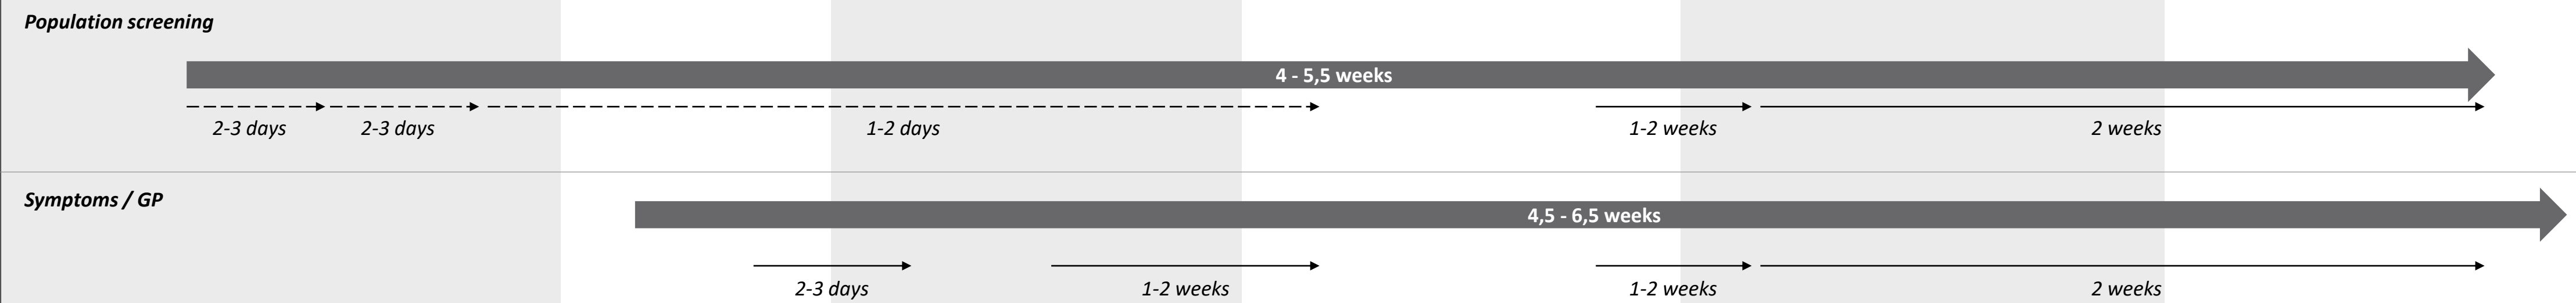 Population screening
4 - 5,5 weeks
2-3 days
2-3 days
1-2 days
1-2 weeks
2 weeks
Symptoms / GP
4,5 - 6,5 weeks
2-3 days
1-2 weeks
1-2 weeks
2 weeks